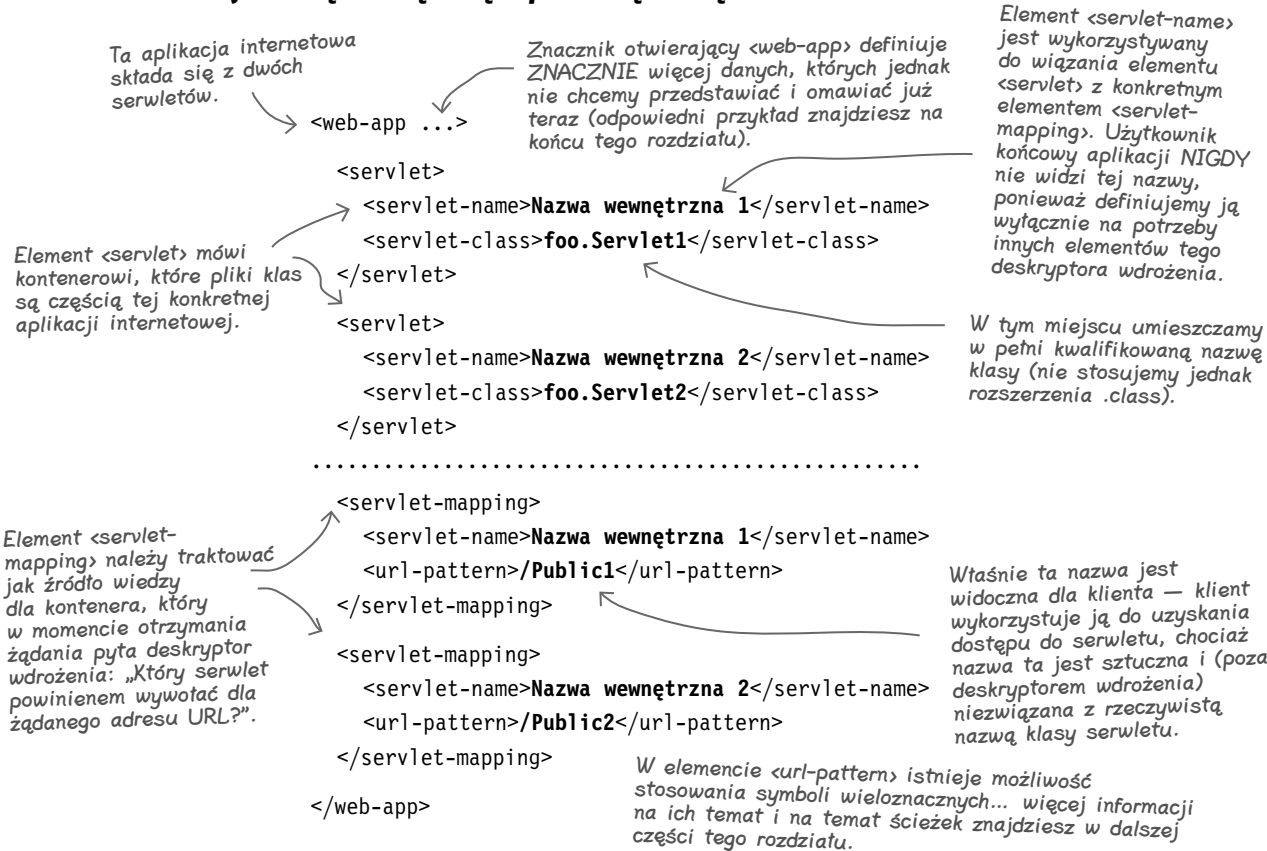 Ta aplikacja internetowa
składa się z dwóch
serwletów.
Znacznik otwierający <web-app> definiuje
ZNACZNIE więcej danych, których jednak
nie chcemy przedstawiać i omawiać już
teraz (odpowiedni przykład znajdziesz na
końcu tego rozdziału).
Element <servlet-name>
jest wykorzystywany
do wiązania elementu
<servlet> z konkretnym
elementem <servlet-
mapping>. Użytkownik
końcowy aplikacji NIGDY
nie widzi tej nazwy,
ponieważ definiujemy ją
wyłącznie na potrzeby
innych elementów tego
deskryptora wdrożenia.
<web-app ...>
<servlet>
<servlet-name>Nazwa wewnętrzna 1</servlet-name>
<servlet-class>foo.Servlet1</servlet-class>
</servlet>
Element <servlet> mówi
kontenerowi, które pliki klas
są częścią tej konkretnej
aplikacji internetowej.
<servlet>
<servlet-name>Nazwa wewnętrzna 2</servlet-name>
<servlet-class>foo.Servlet2</servlet-class>
</servlet>
W tym miejscu umieszczamy
w pełni kwalifikowaną nazwę
klasy (nie stosujemy jednak
rozszerzenia .class).
...................................................
<servlet-mapping>
<servlet-name>Nazwa wewnętrzna 1</servlet-name>
<url-pattern>/Public1</url-pattern>
</servlet-mapping>
Element <servlet-
mapping> należy traktować
jak źródło wiedzy
dla kontenera, który
w momencie otrzymania
żądania pyta deskryptor
wdrożenia: „Który serwlet
powinienem wywołać dla
żądanego adresu URL?”.
<servlet-mapping>
<servlet-name>Nazwa wewnętrzna 2</servlet-name>
<url-pattern>/Public2</url-pattern>
</servlet-mapping>
Właśnie ta nazwa jest
widoczna dla klienta — klient
wykorzystuje ją do uzyskania
dostępu do serwletu, chociaż
nazwa ta jest sztuczna i (poza
deskryptorem wdrożenia)
niezwiązana z rzeczywistą
nazwą klasy serwletu.
</web-app>
W elemencie <url-pattern> istnieje możliwość
stosowania symboli wieloznacznych... więcej informacji
na ich temat i na temat ścieżek znajdziesz w dalszej
części tego rozdziału.